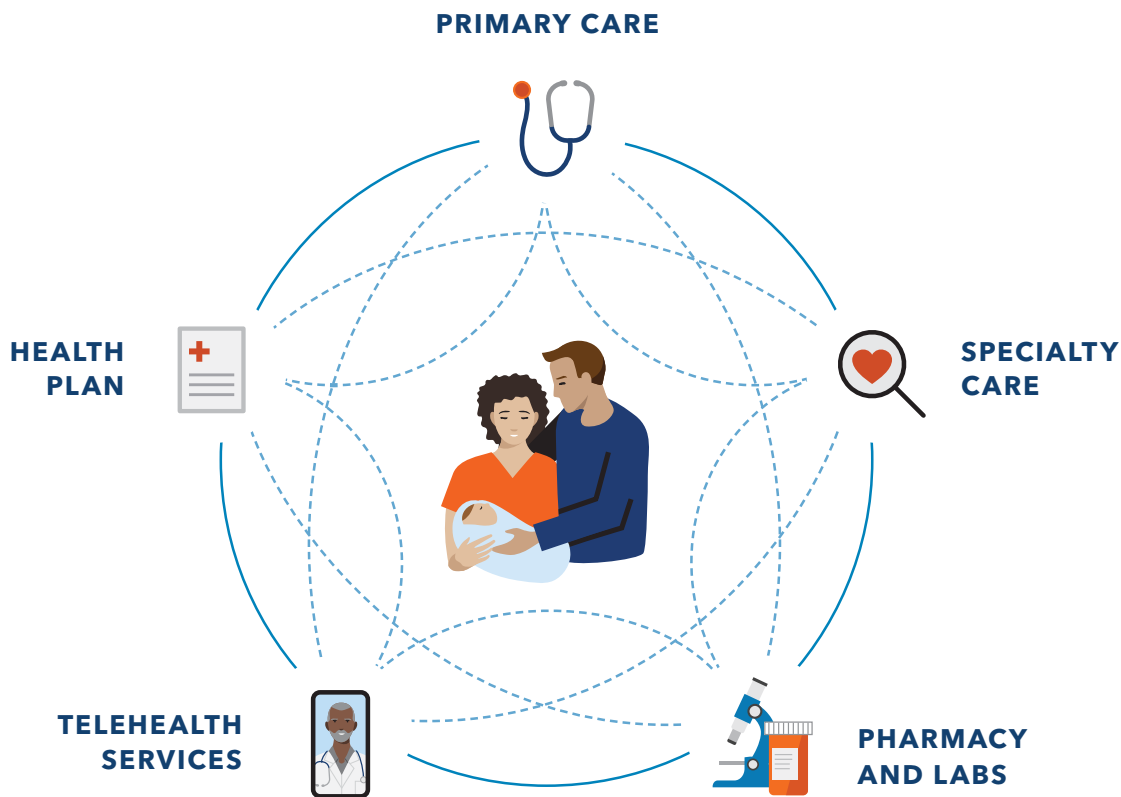 PRIMARY CARE
HEALTH
PLAN
SPECIALTY
CARE
TELEHEALTH
SERVICES
PHARMACY
AND LABS